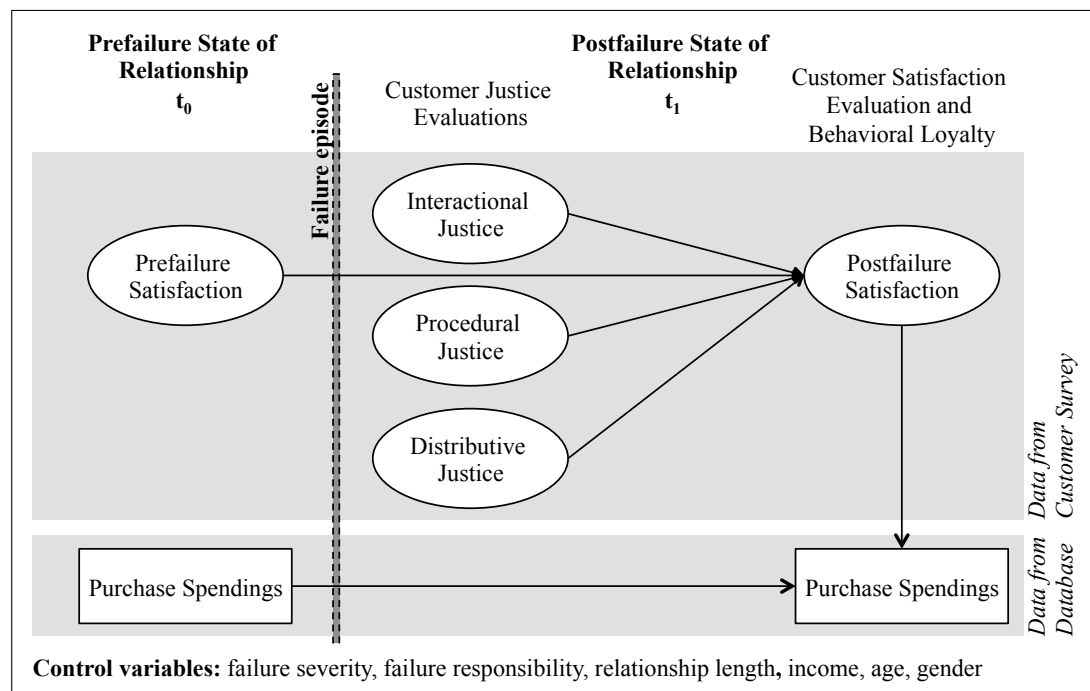 Prefailure State of
Relationship
t0
Failure episode
Postfailure State of
Relationship
t1
Customer Justice
Evaluations
Customer Satisfaction
Evaluation and
Behavioral Loyalty
Interactional
Justice
Prefailure
Satisfaction
Postfailure
Satisfaction
Procedural
Justice
Distributive
Justice
Data from
Customer Survey
Purchase Spendings
Purchase Spendings
Data from
Database
Control variables: failure severity, failure responsibility, relationship length, income, age, gender